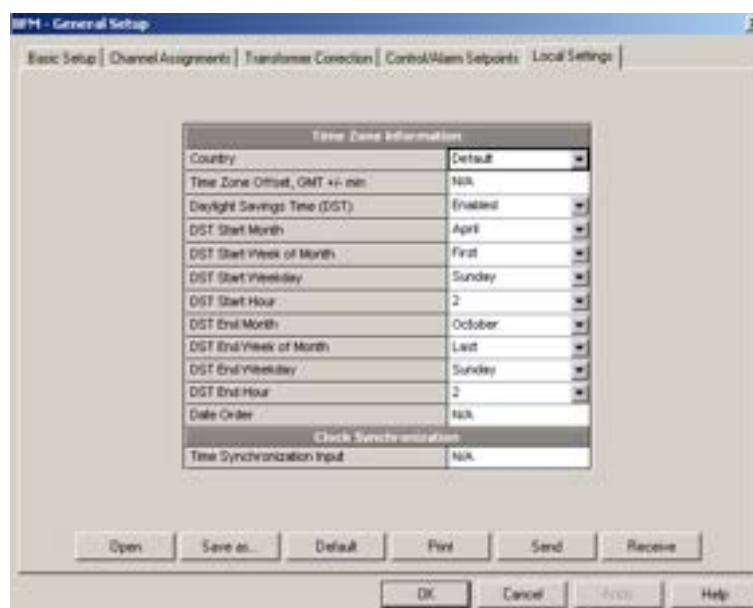 BFM - General Setup
Basic Setup
Channel Assignments
Transformer Correction
Control/Alarm Setpoints
Local Settings
Time Zone Information
Country Default
Time Zone Offset, GMT +/- min N/A
Daylight Savings Time (DST) Enabled
DST Start Month April
DST Start Week of Month First
DST Start Weekday Sunday
DST Start Hour 2
DST End Month October
DST End Week of Month Last
DST End Weekday Sunday
DST End Hour 2
Date Order N/A
Clock Synchronization
Time Synchronization Input N/A
Open Save as... Default Print Send Receive
OK Cancel Apply Help